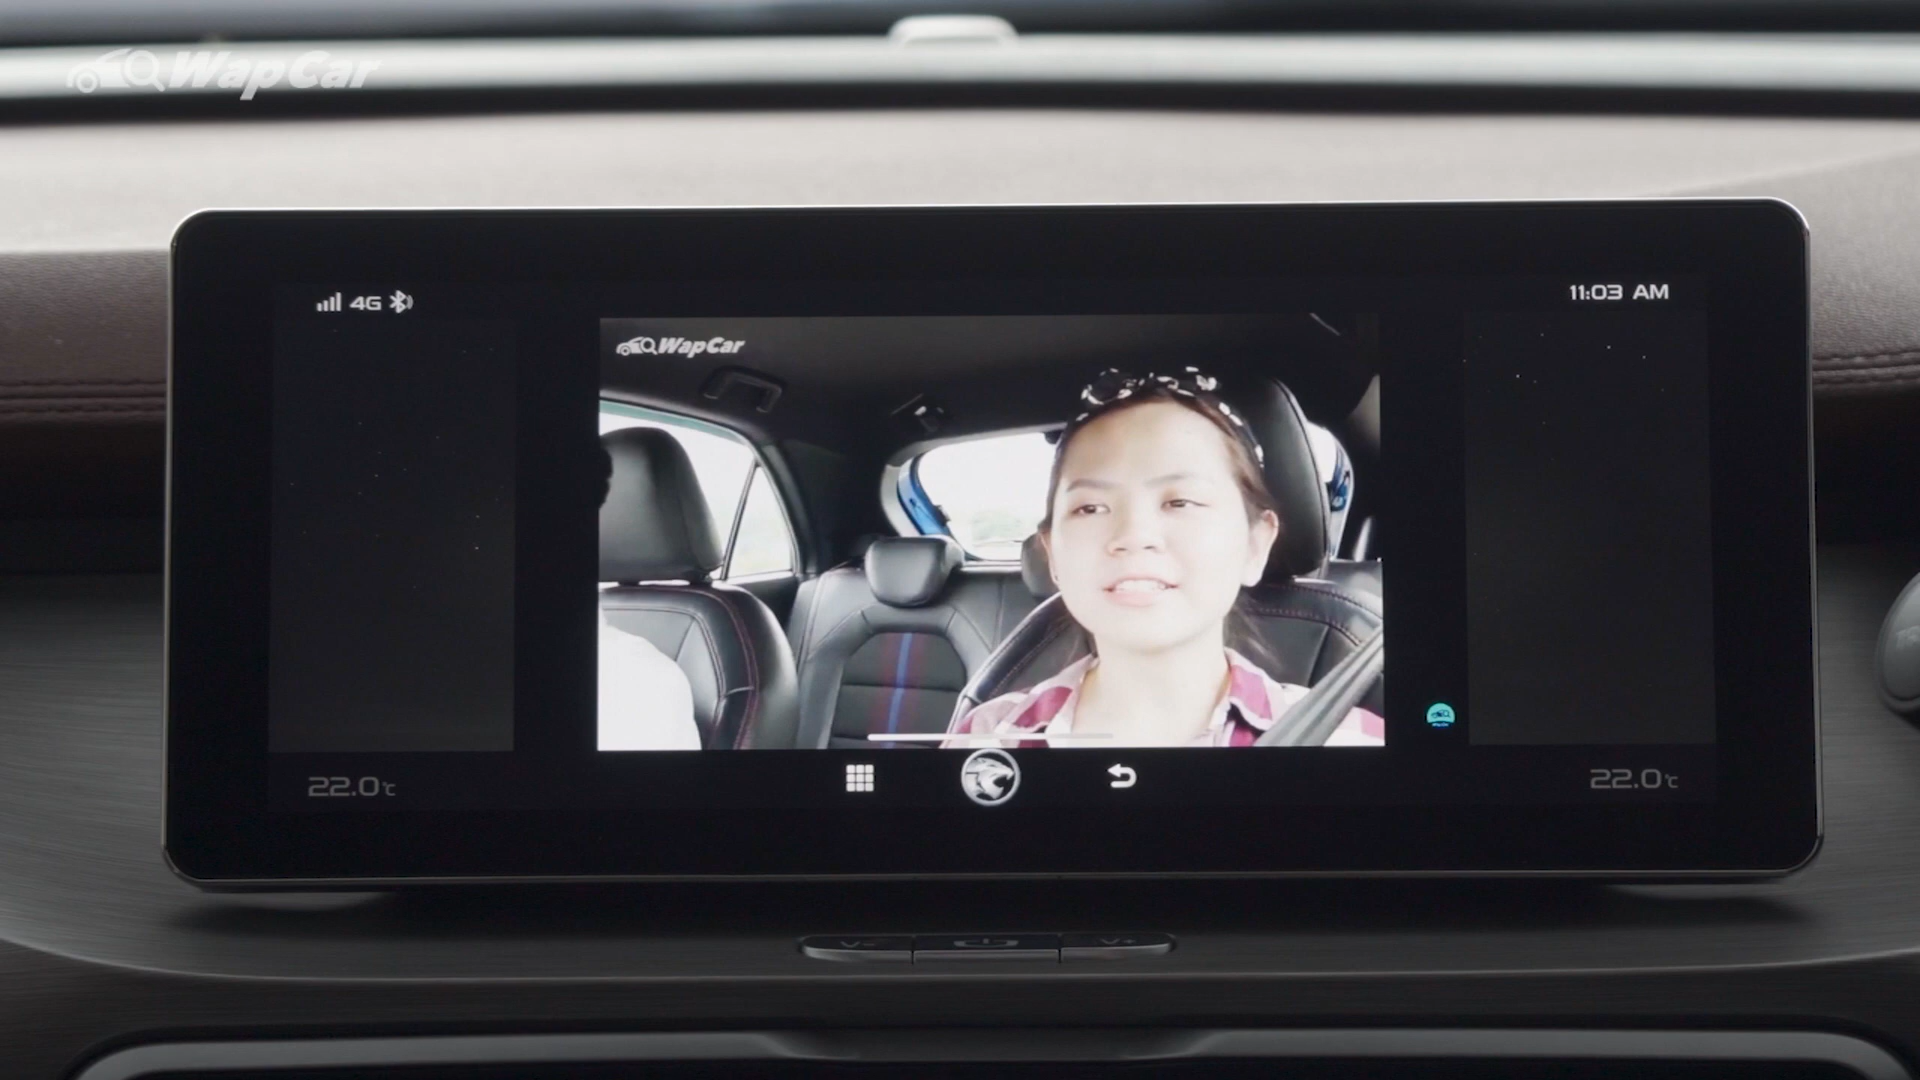 WapCar
4G
11:03 AM
WapCar
22.0°C
22.0°C
V-
V+